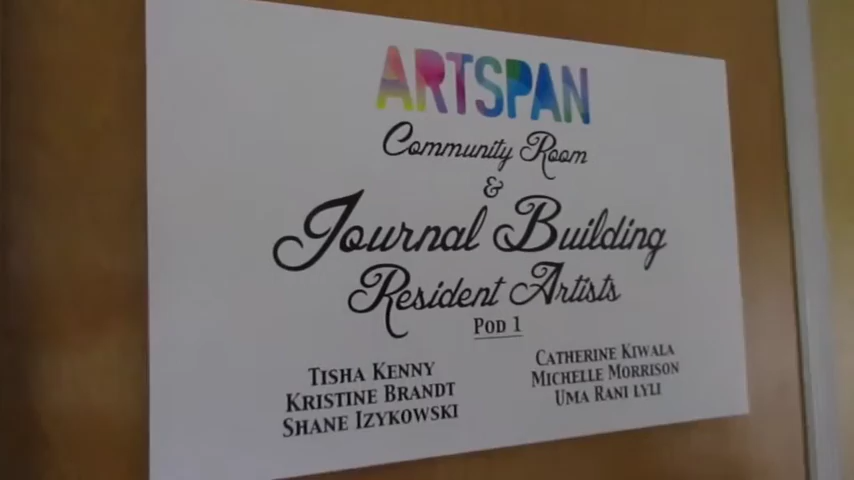 ARTSPAN
Community Room
&
Journal Building
Resident Artists
POD 1
TISHA KENNY
KRISTINE BRANDT
SHANE IZYKOWSKI
CATHERINE KIWALA
MICHELLE MORRISON
UMA RANI LYLI